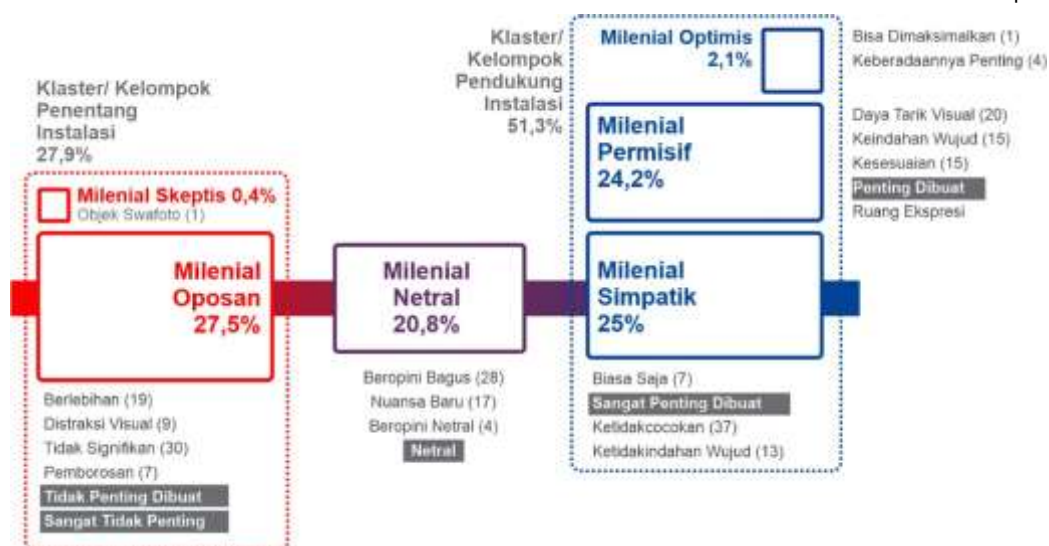 Klaster/ Kelompok
Penentang
Instalasi
27,9%
Milenial Skeptis 0,4%
Objek Swafoto (1)
Milenial
Oposan
27,5%
Berlebihan (19)
Distraksi Visual (9)
Tidak Signifikan (30)
Pemborosan (7)
Tidak Penting Dibuat
Sangat Tidak Penting
Milenial
Netral
20,8%
Beropini Bagus (28)
Nuansa Baru (17)
Beropini Netral (4)
Netral
Klaster/
Kelompok
Pendukung
Instalasi
51,3%
Milenial Optimis
2,1%
Bisa Dimaksimalkan (1)
Keberadaannya Penting (4)
Milenial
Permisif
24,2%
Daya Tarik Visual (20)
Keindahan Wujud (15)
Kesesuaian (15)
Penting Dibuat
Ruang Ekspresi
Milenial
Simpatik
25%
Biasa Saja (7)
Sangat Penting Dibuat
Ketidakcocokan (37)
Ketidakindahan Wujud (13)